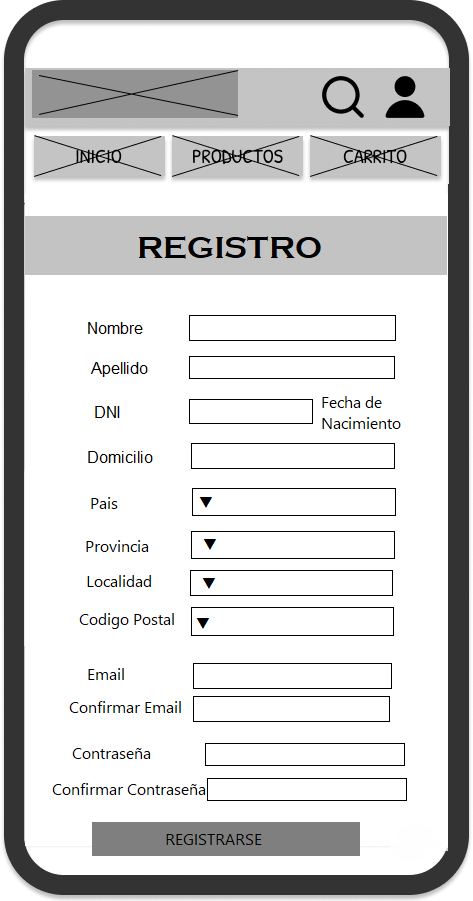 INICIO PRODUCTOS CARRITO
REGISTRO
Nombre
Apellido
DNI
Fecha de
Nacimiento
Domicilio
Pais
Provincia
Localidad
Codigo Postal
Email
Confirmar Email
Contraseña
Confirmar Contraseña
REGISTRARSE